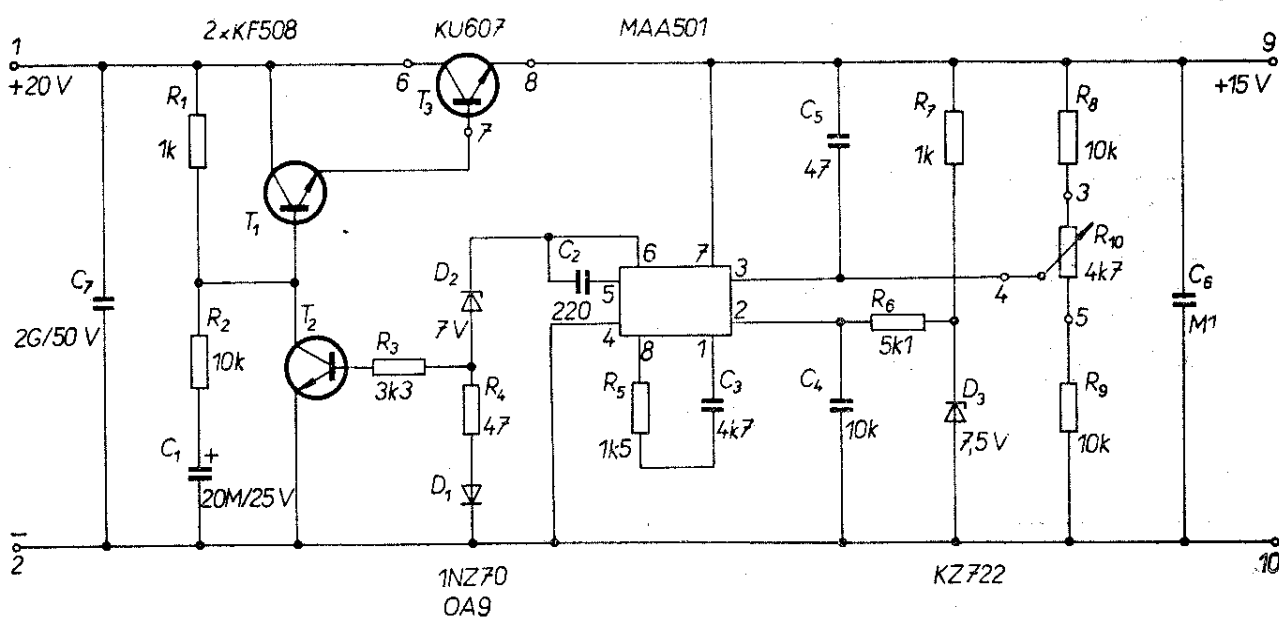 2xKF508 KU607 MAA501
1 9
+20 V 6 8 +15 V
R1 T3 C5 R7 R8
1k 7 47 1k 10k
3
T1 R10
4k7
6 7
C2 3
D2 5 4 C6
C7 R2 T2 220 2 R6 5 M1
2G/50 V 7 V 4
10k R3 8 1 5k1
3k3 R4 R5 C3 C4 D3 R9
C1 + 47 1k5 4k7 10k 7,5 V 10k
20M/25 V D1
–
2 10
1NZ70 KZ722
OA9